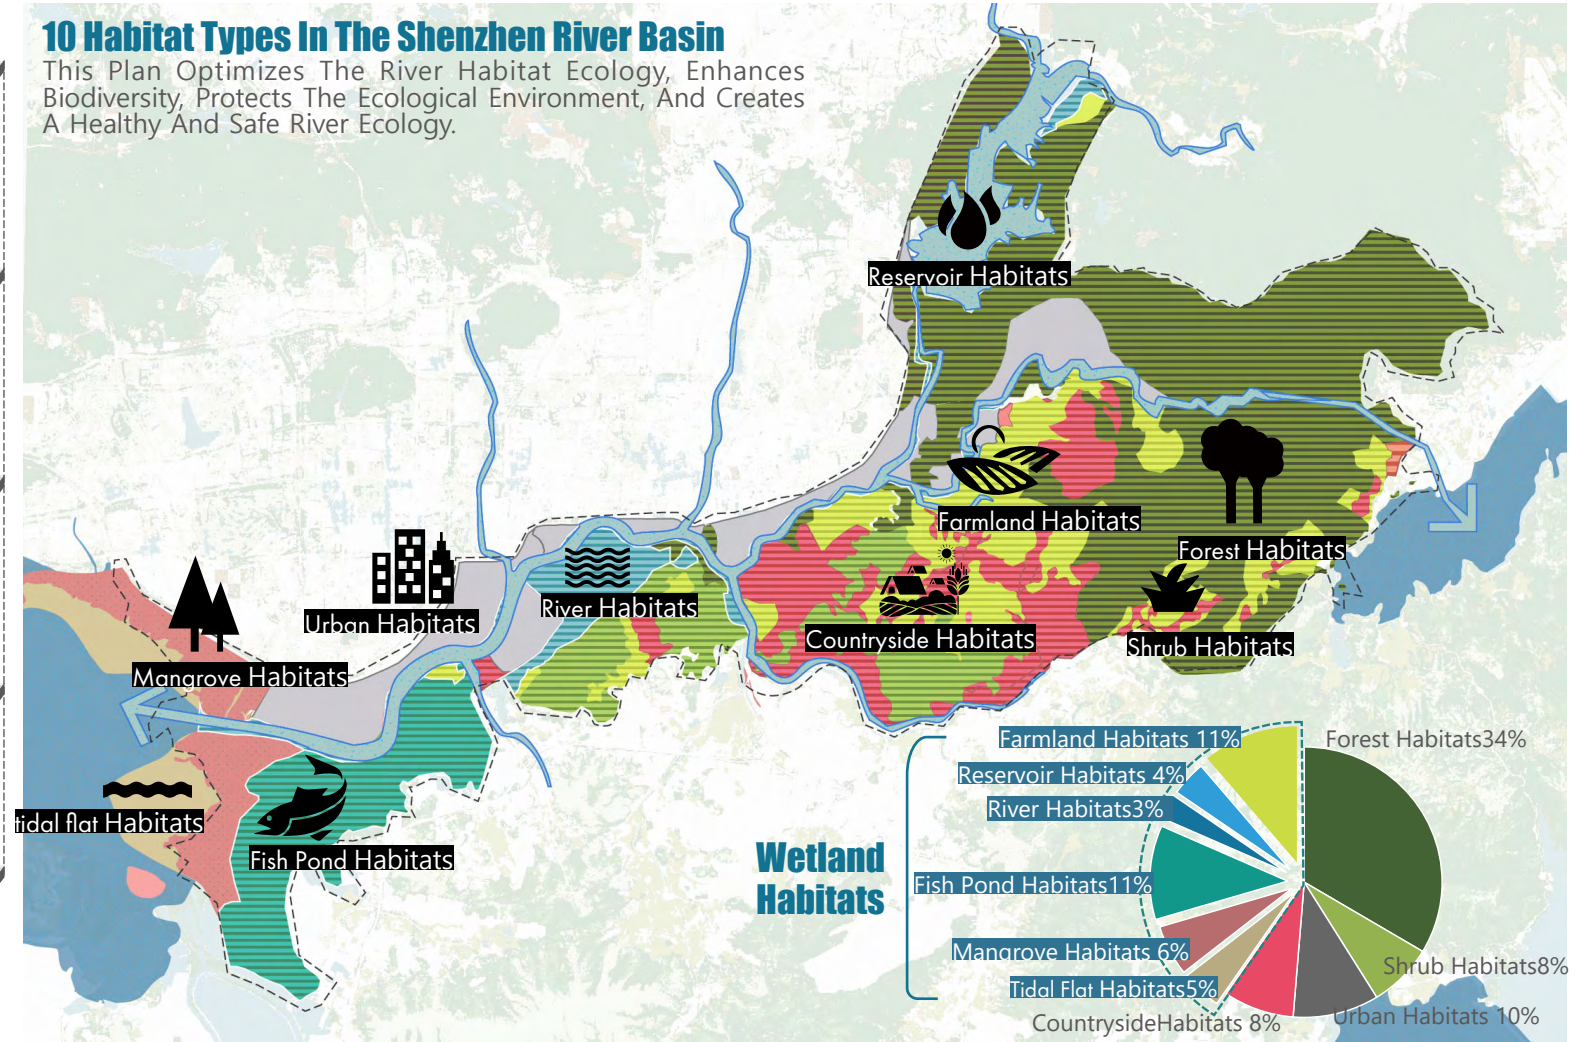 10 Habitat Types In The Shenzhen River Basin
This Plan Optimizes The River Habitat Ecology, Enhances
Biodiversity, Protects The Ecological Environment, And Creates
A Healthy And Safe River Ecology.
Reservoir Habitats
Farmland Habitats
Forest Habitats
River Habitats
Urban Habitats
Countryside Habitats
Shrub Habitats
Mangrove Habitats
tidal flat Habitats
Fish Pond Habitats
Wetland
Habitats
Farmland Habitats 11%
Reservoir Habitats 4%
River Habitats3%
Fish Pond Habitats11%
Mangrove Habitats 6%
Tidal Flat Habitats5%
CountrysideHabitats 8%
Forest Habitats34%
Shrub Habitats8%
Urban Habitats 10%